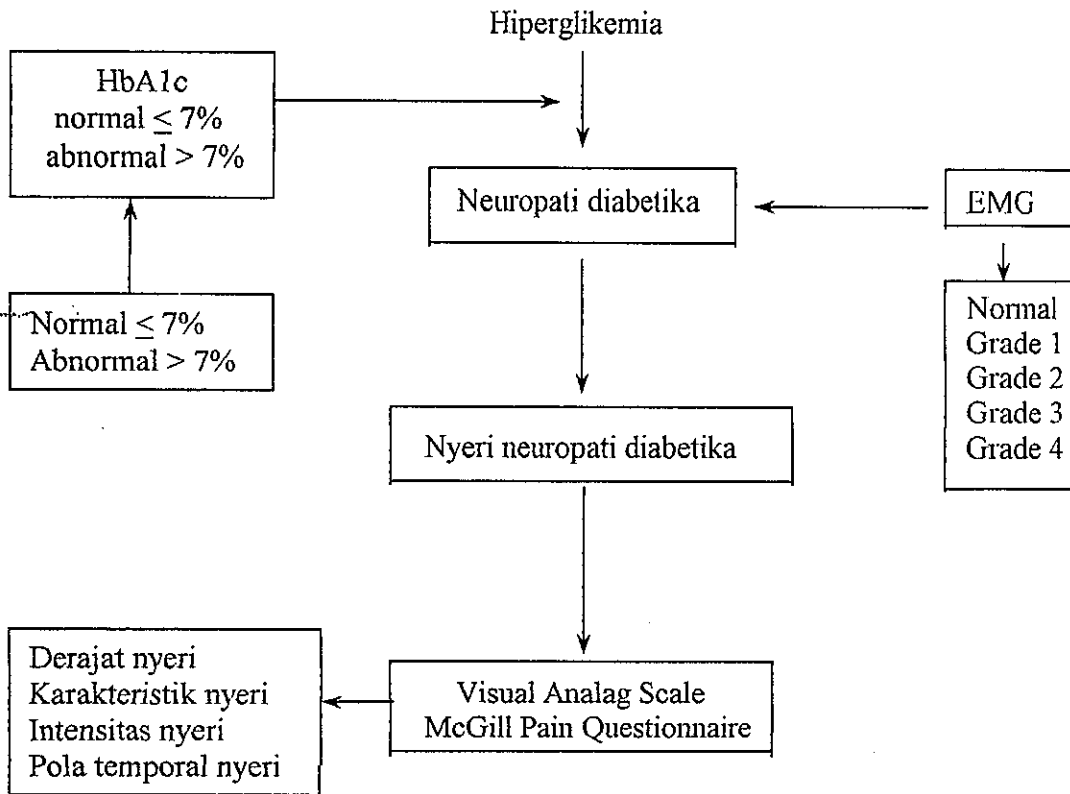 Hiperglikemia
HbA1c
normal ≤ 7%
abnormal > 7%
Neuropati diabetika
EMG
Normal ≤ 7%
Abnormal > 7%
Normal
Grade 1
Grade 2
Grade 3
Grade 4
Nyeri neuropati diabetika
Derajat nyeri
Karakteristik nyeri
Intensitas nyeri
Pola temporal nyeri
Visual Analag Scale
McGill Pain Questionnaire